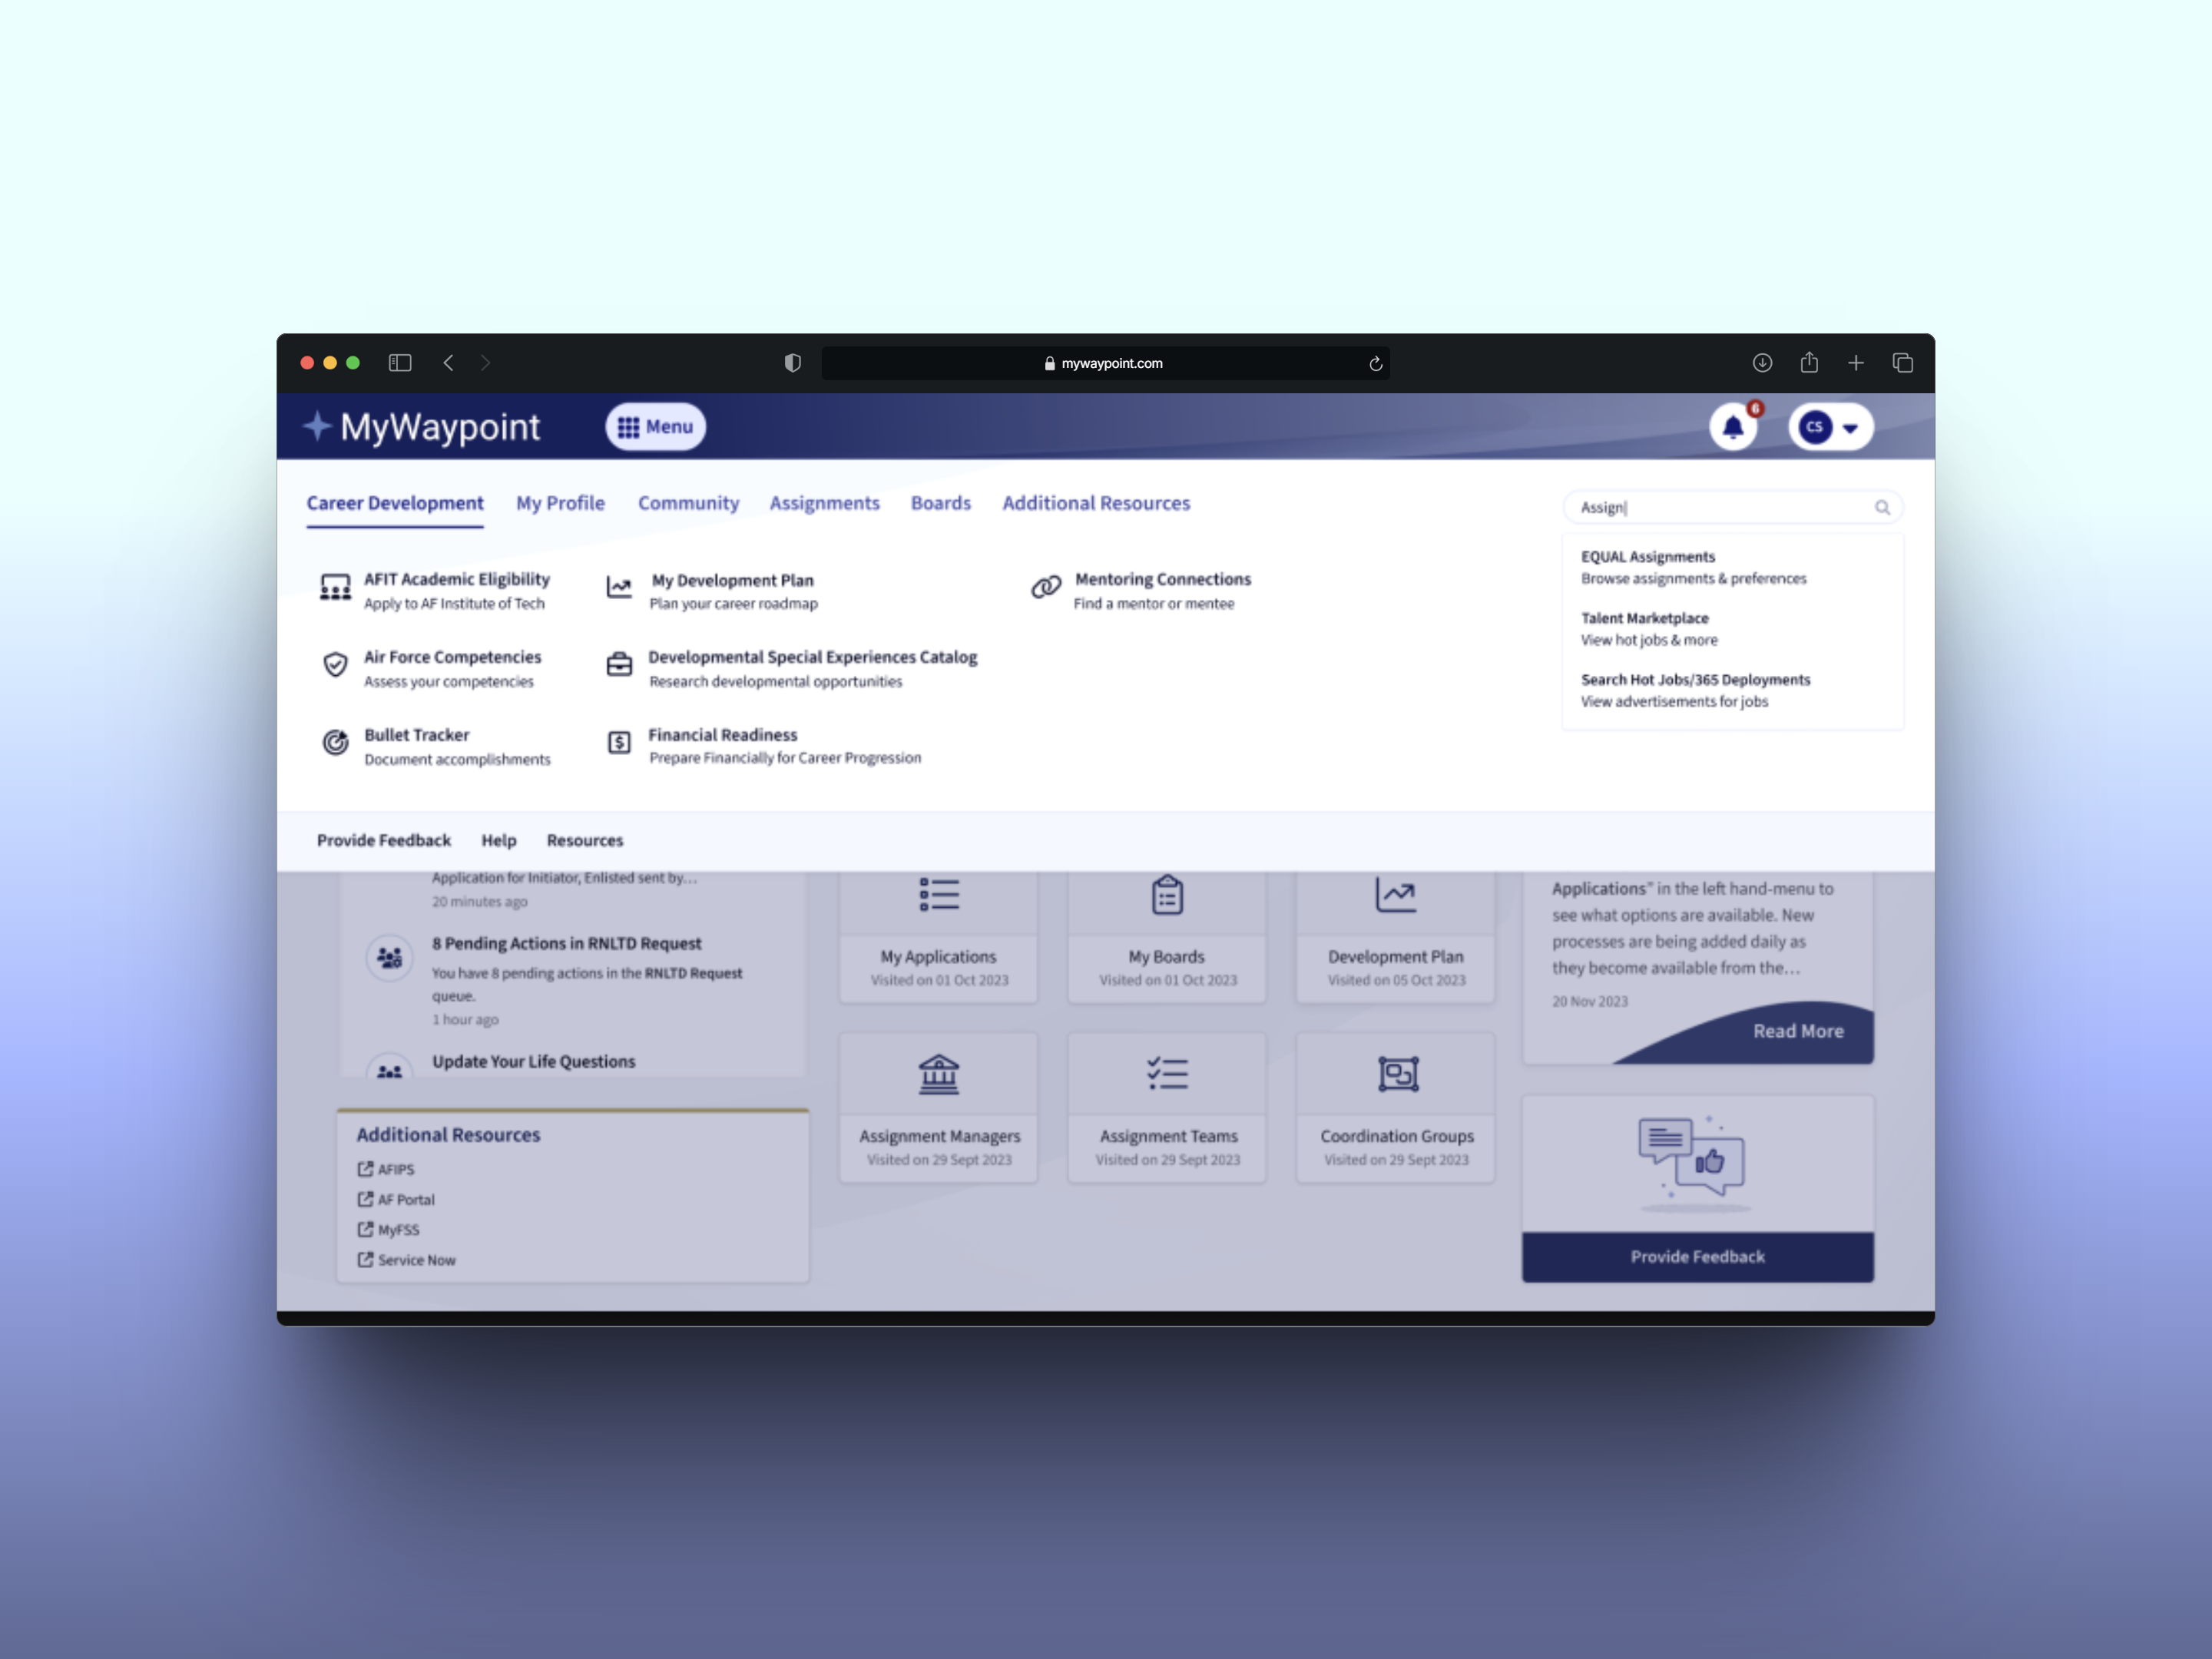 mywaypoint.com
MyWaypoint
Menu
6
CS
Career Development
My Profile
Community
Assignments
Boards
Additional Resources
Assign
AFIT Academic Eligibility
Apply to AF Institute of Tech
My Development Plan
Plan your career roadmap
Mentoring Connections
Find a mentor or mentee
Air Force Competencies
Assess your competencies
Developmental Special Experiences Catalog
Research developmental opportunities
Bullet Tracker
Document accomplishments
Financial Readiness
Prepare Financially for Career Progression
EQUAL Assignments
Browse assignments & preferences
Talent Marketplace
View hot jobs & more
Search Hot Jobs/365 Deployments
View advertisements for jobs
Provide Feedback
Help
Resources
Application for Initiator, Enlisted sent by...
20 minutes ago
8 Pending Actions in RNLTD Request
You have 8 pending actions in the RNLTD Request
queue.
1 hour ago
Update Your Life Questions
Additional Resources
AFIPS
AF Portal
MyFSS
Service Now
My Applications
Visited on 01 Oct 2023
My Boards
Visited on 01 Oct 2023
Development Plan
Visited on 05 Oct 2023
Assignment Managers
Visited on 29 Sept 2023
Assignment Teams
Visited on 29 Sept 2023
Coordination Groups
Visited on 29 Sept 2023
Applications" in the left hand-menu to
see what options are available. New
processes are being added daily as
they become available from the...
20 Nov 2023
Read More
Provide Feedback